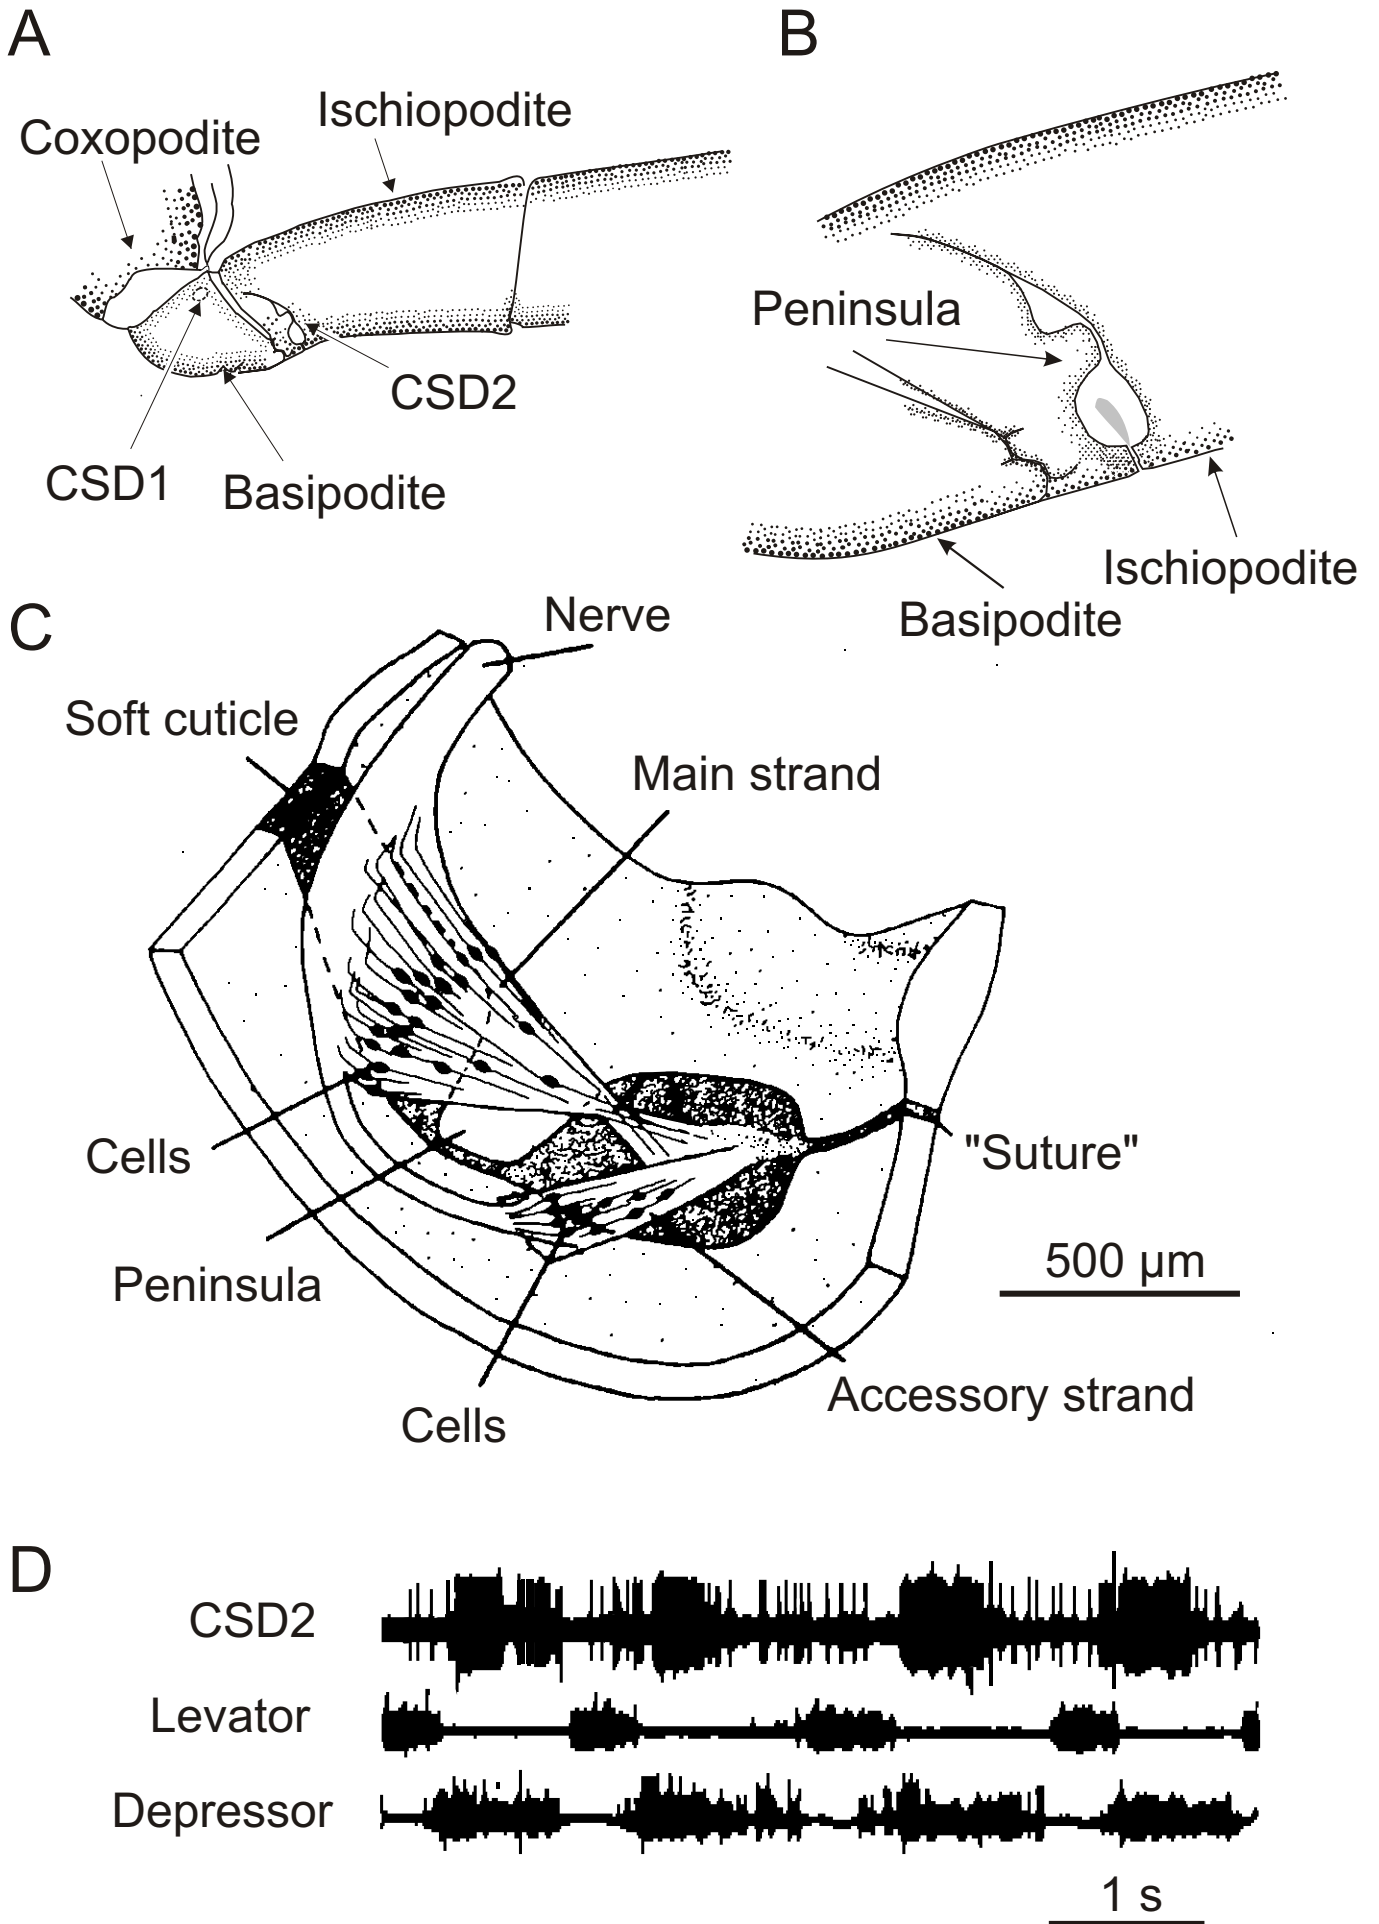 A
B
Ischiopodite
Coxopodite
Peninsula
CSD2
CSD1
Basipodite
Ischiopodite
Basipodite
C
Nerve
Soft cuticle
Main strand
Cells
"Suture"
Peninsula
500 µm
Accessory strand
Cells
D
CSD2
Levator
Depressor
1 s